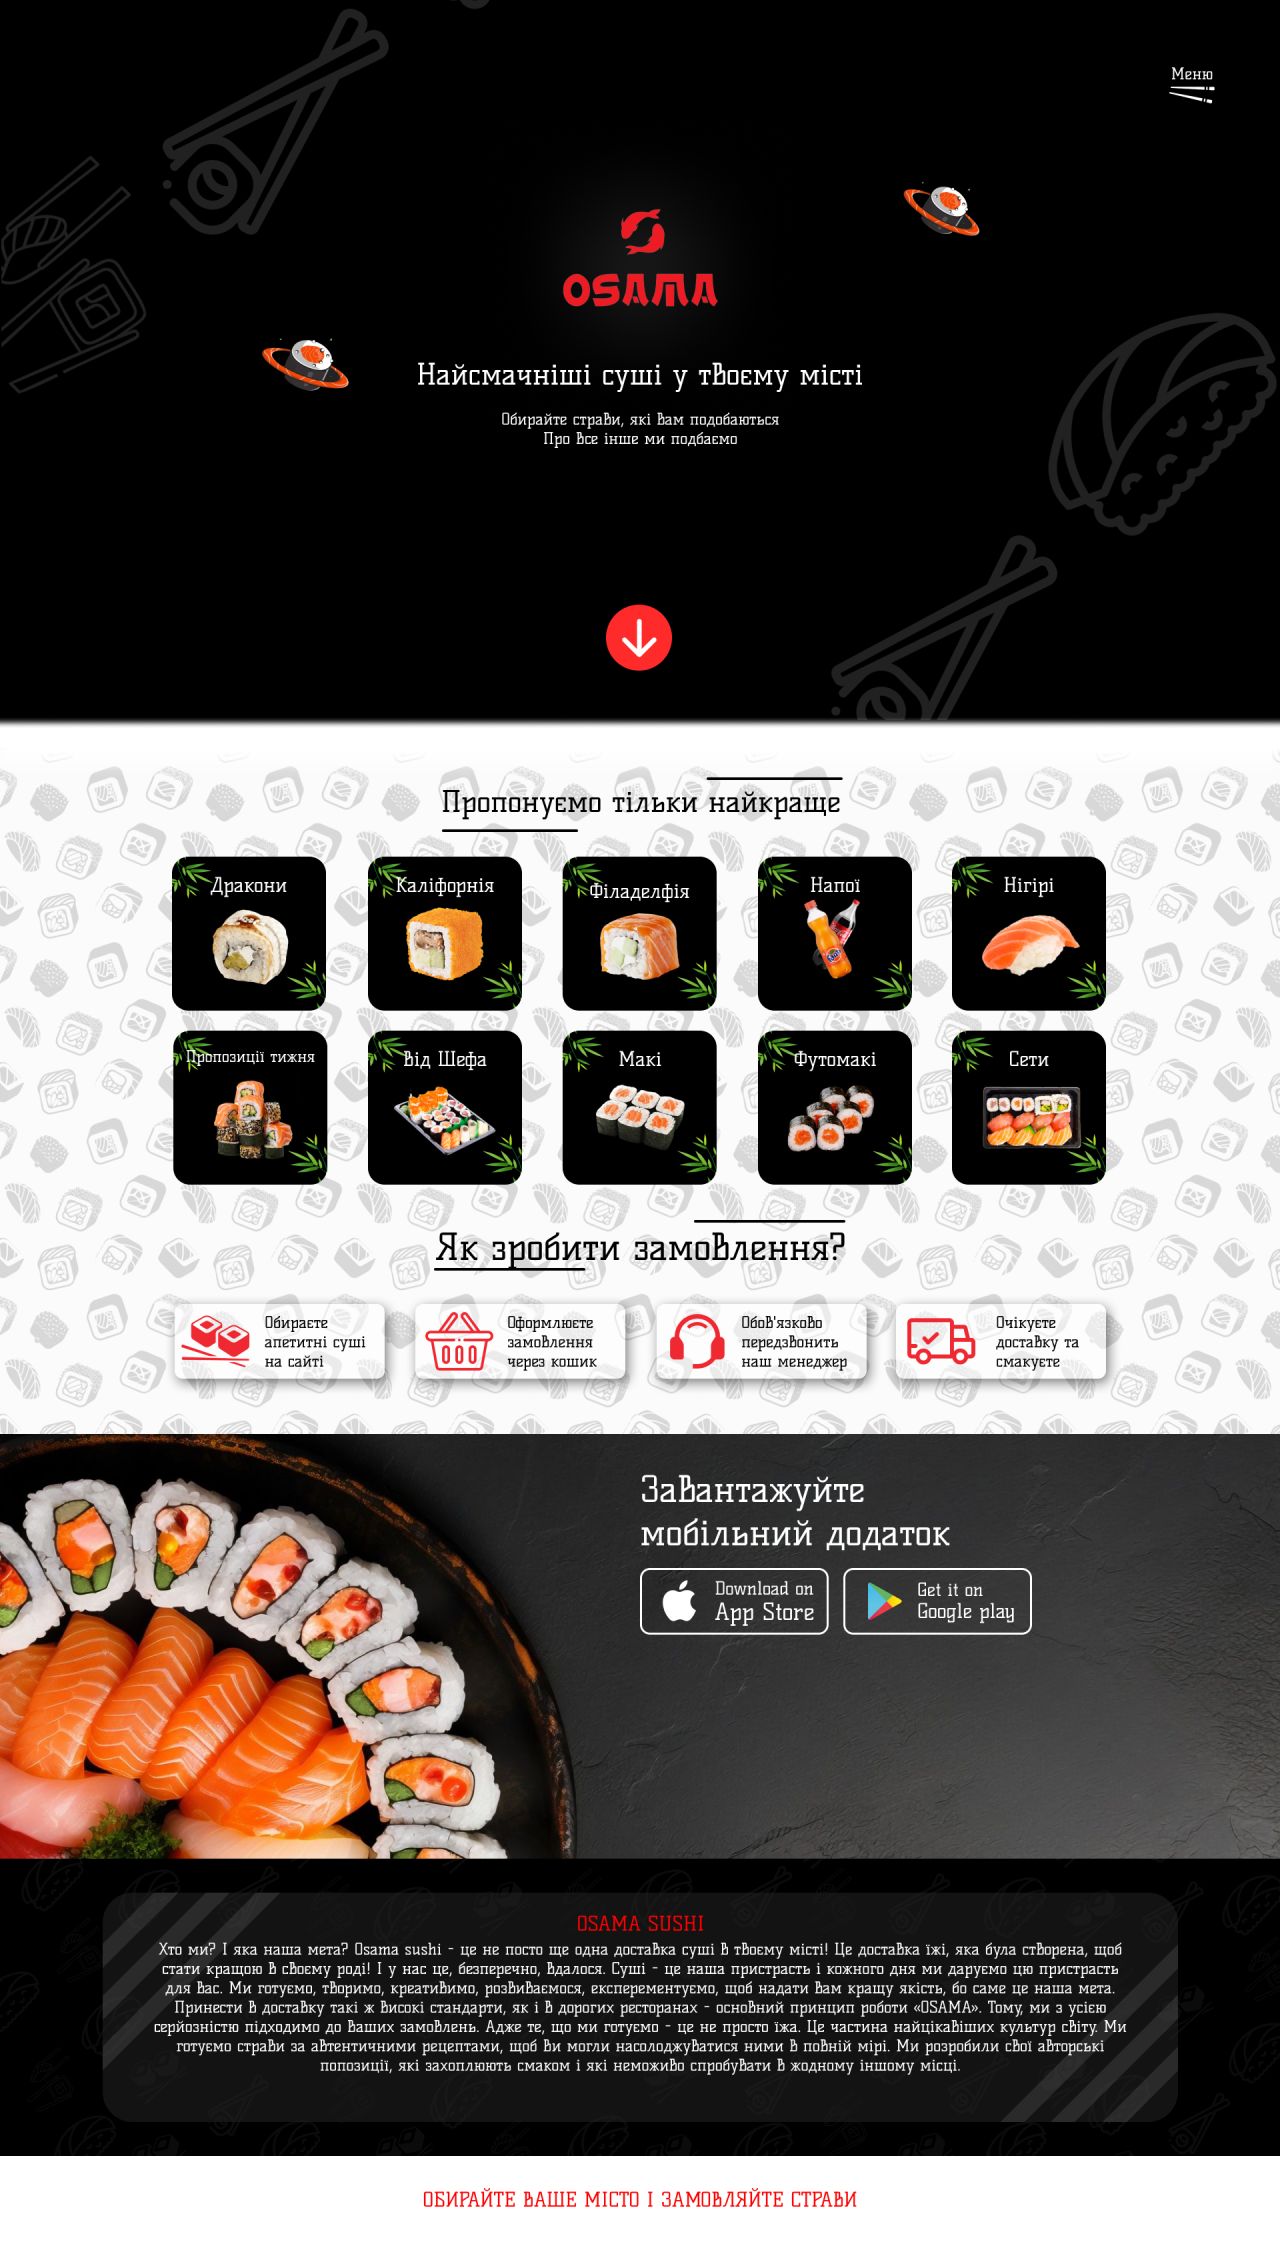 Меню
OSAMA
Найсмачніші суші у твоєму місті
Обирайте страви, які вам подобаються
Про все інше ми подбаємо
Пропонуємо тільки найкраще
Дракони
Каліфорнія
Філаделфія
Напої
Нігірі
Пропозиції тижня
Від Шефа
Макі
Футомакі
Сети
Як зробити замовлення?
Обираєте
апетитні суші
на сайті
Оформлюєте
замовлення
через кошик
Обов'язково
передзвонить
наш менеджер
Очікуєте
доставку та
смакуєте
Завантажуйте
мобільний додаток
Download on
App Store
Get it on
Google play
OSAMA SUSHI
Хто ми? І яка наша мета? Osama sushi - це не посто ще одна доставка суші в твоєму місті! Це доставка їжі, яка була створена, щоб
стати кращою в своєму роді! І у нас це, безперечно, вдалося. Суші - це наша пристрасть і кожного дня ми даруємо цю пристрасть
для вас. Ми готуємо, творимо, креативимо, розвиваємося, експерементуємо, щоб надати вам кращу якість, бо саме це наша мета.
Принести в доставку такі ж високі стандарти, як і в дорогих ресторанах - основний принцип роботи «OSAMA». Тому, ми з усією
серйозністю підходимо до ваших замовлень. Адже те, що ми готуємо - це не просто їжа. Це частина найцікавіших культур світу. Ми
готуємо страви за автентичними рецептами, щоб ви могли насолоджуватися ними в повній мірі. Ми розробили свої авторські
попозиції, які захоплюють смаком і які неможиво спробувати в жодному іншому місці.
ОБИРАЙТЕ ВАШЕ МІСТО І ЗАМОВЛЯЙТЕ СТРАВИ